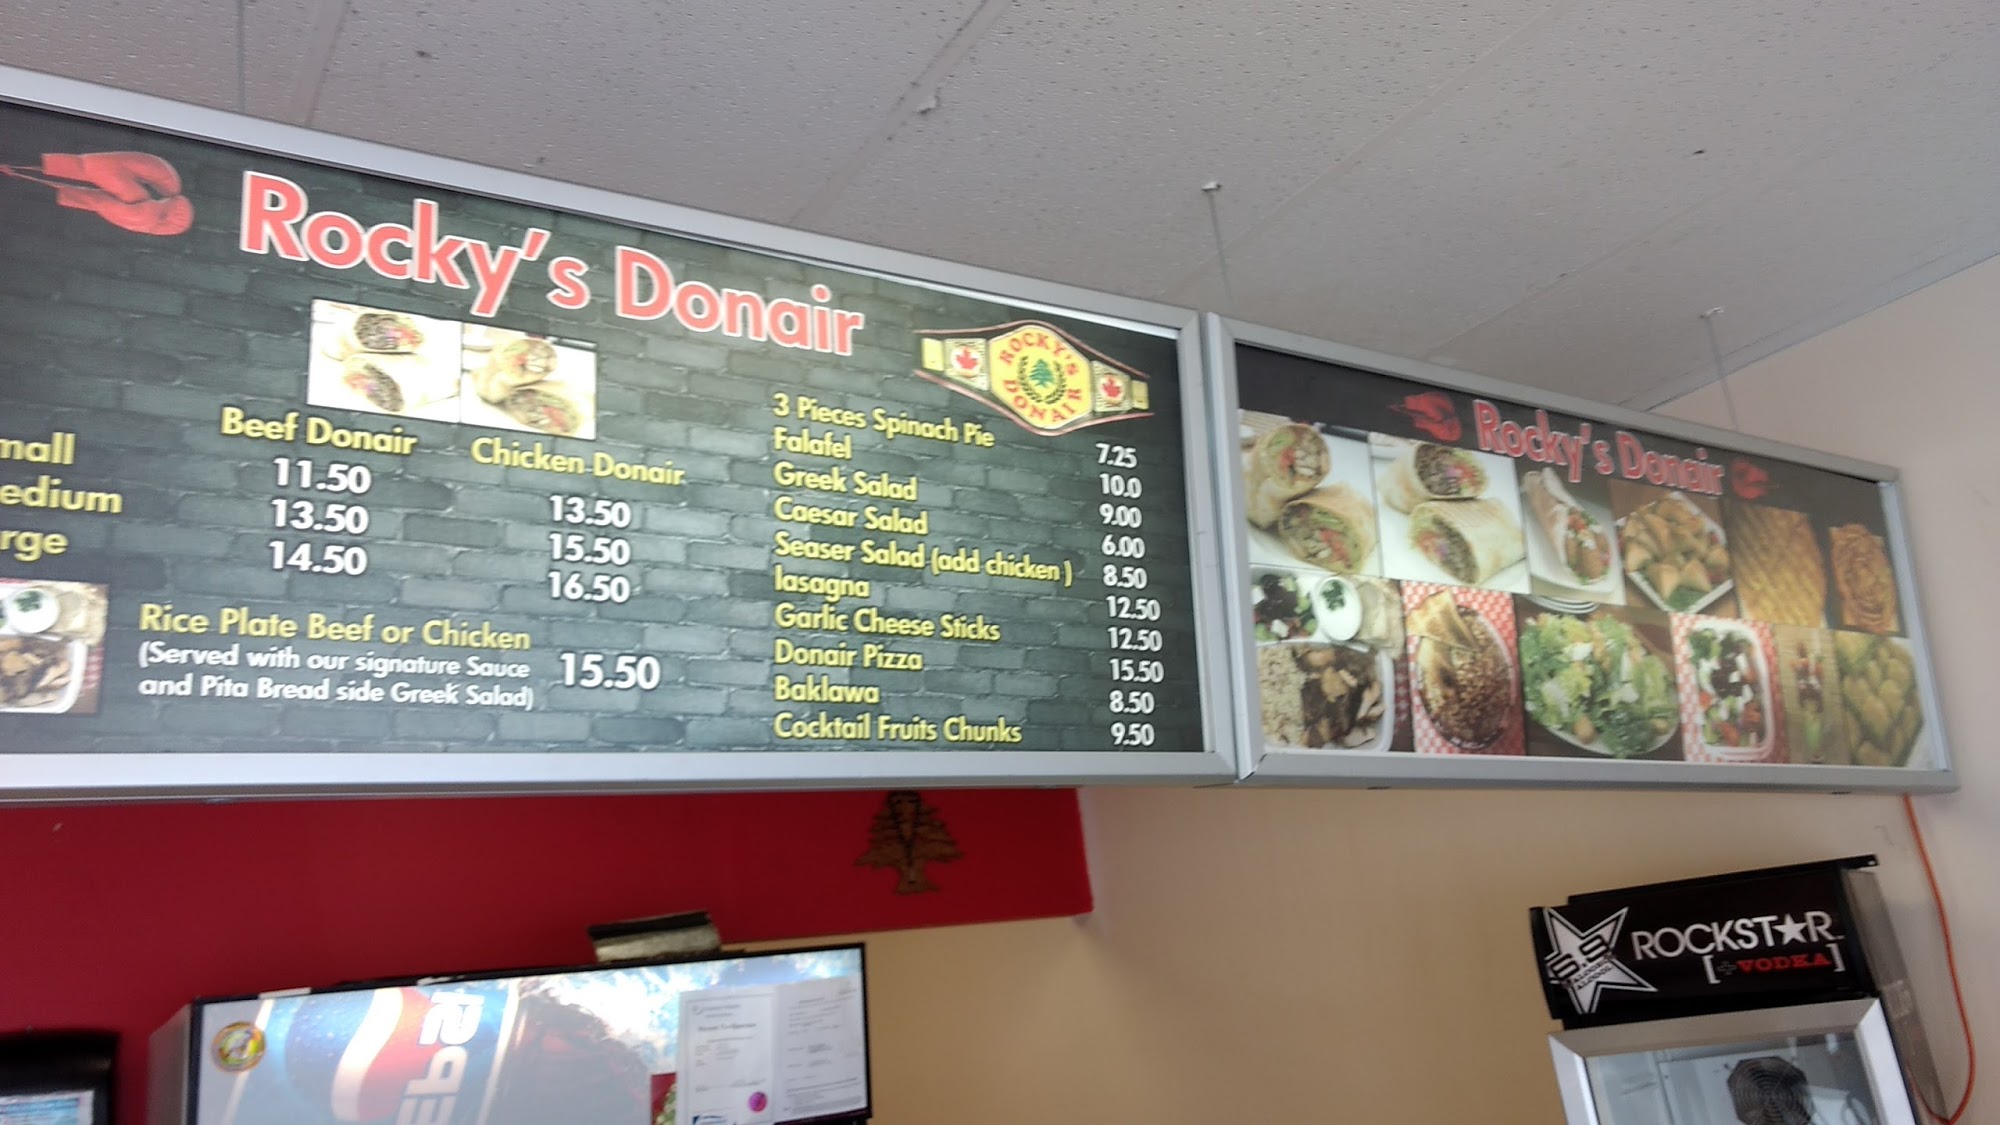 Rocky's Donair
ROCKY'S
DONAIR
Beef Donair
Chicken Donair
mall
11.50
13.50
edium
13.50
15.50
rge
14.50
16.50
Rice Plate Beef or Chicken
(Served with our signature Sauce
and Pita Bread side Greek Salad)
15.50
3 Pieces Spinach Pie 7.25
Falafel 10.0
Greek Salad 9.00
Caesar Salad 6.00
Seaser Salad (add chicken ) 8.50
lasagna 12.50
Garlic Cheese Sticks 12.50
Donair Pizza 15.50
Baklawa 8.50
Cocktail Fruits Chunks 9.50
Rocky's Donair
ROCKSTAR
[+VODKA]